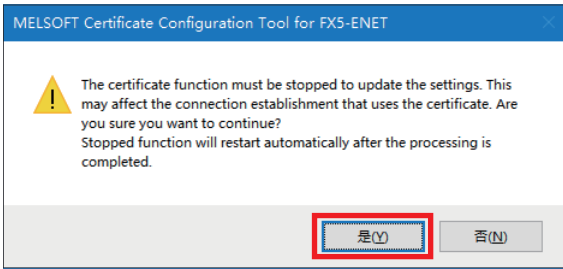 MELSOFT Certificate Configuration Tool for FX5-ENET
The certificate function must be stopped to update the settings. This
may affect the connection establishment that uses the certificate. Are
you sure you want to continue?
Stopped function will restart automatically after the processing is
completed.
是(Y) 否(N)